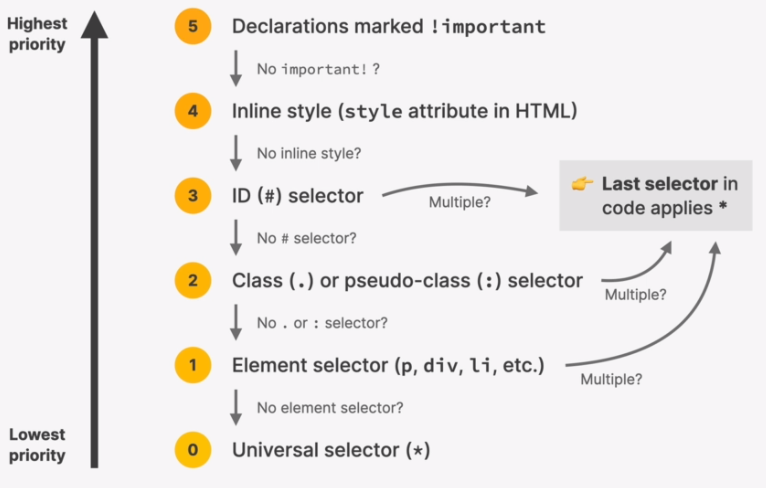 Highest
priority
5 Declarations marked !important
No important! ?
4 Inline style (style attribute in HTML)
No inline style?
3 ID (#) selector
Multiple?
👉 Last selector in
code applies *
No # selector?
2 Class (.) or pseudo-class (:) selector
Multiple?
No . or : selector?
1 Element selector (p, div, li, etc.)
Multiple?
No element selector?
Lowest
priority
0 Universal selector (*)